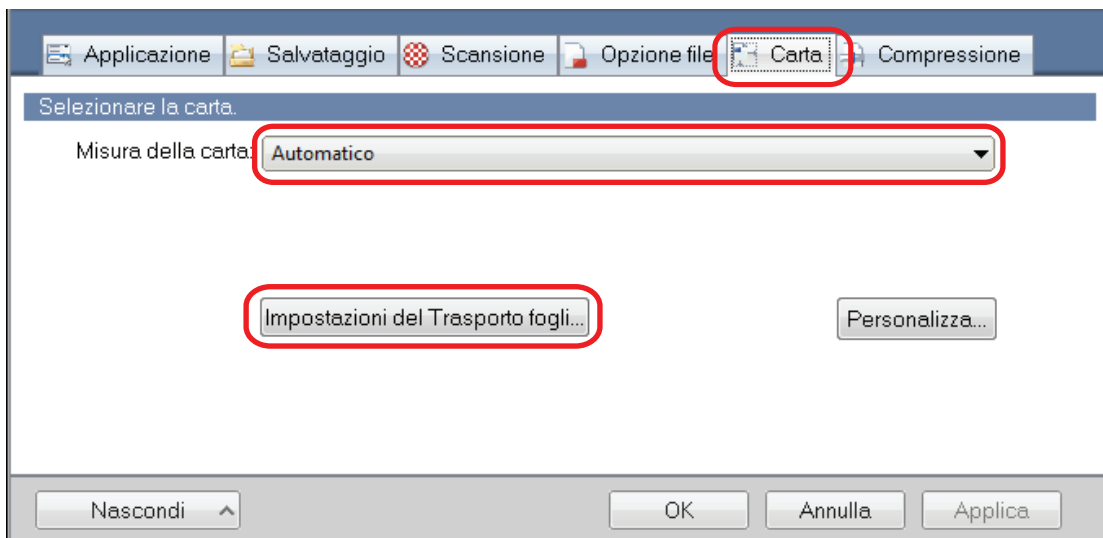 Applicazione Salvataggio Scansione Opzione file Carta Compressione
Selezionare la carta.
Misura della carta: Automatico
Impostazioni del Trasporto fogli... Personalizza...
Nascondi OK Annulla Applica